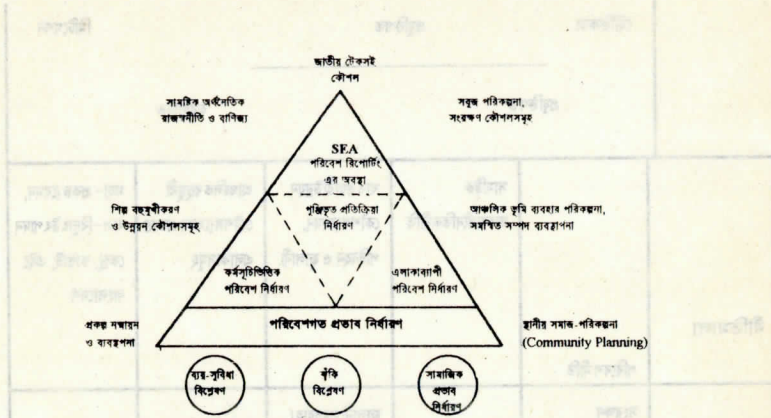 জাতীয় টেকসই
কৌশল
সামষ্টিক অর্থনৈতিক
রাজস্বনীতি ও বাণিজ্য
সবুজ পরিকল্পনা,
সংরক্ষণ কৌশলসমূহ
SEA
পরিবেশ রিপোর্টিং
এর অবস্থা
শিল্প বহুমুখীকরণ
ও উন্নয়ন কৌশলসমূহ
পুঞ্জিভূত প্রতিক্রিয়া
নির্ধারণ
আঞ্চলিক ভূমি ব্যবহার পরিকল্পনা,
সমন্বিত সম্পদ ব্যবস্থাপনা
কর্মসূচিভিত্তিক
পরিবেশ নির্ধারণ
এলাকাব্যাপী
পরিবেশ নির্ধারণ
প্রকল্প নক্সায়ন
ও ব্যবস্থাপনা
পরিবেশগত প্রভাব নির্ধারণ
স্থানীয় সমাজ-পরিকল্পনা
(Community Planning)
ব্যয়-সুবিধা
বিশ্লেষণ
ঝুঁকি
বিশ্লেষণ
সামাজিক
প্রভাব
নির্ধারণ